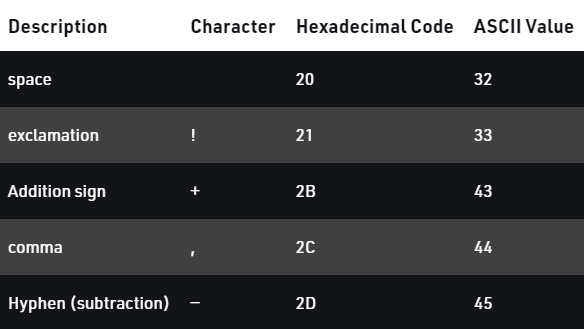 Description Character Hexadecimal Code ASCII Value
space 20 32
exclamation ! 21 33
Addition sign + 2B 43
comma , 2C 44
Hyphen (subtraction) – 2D 45